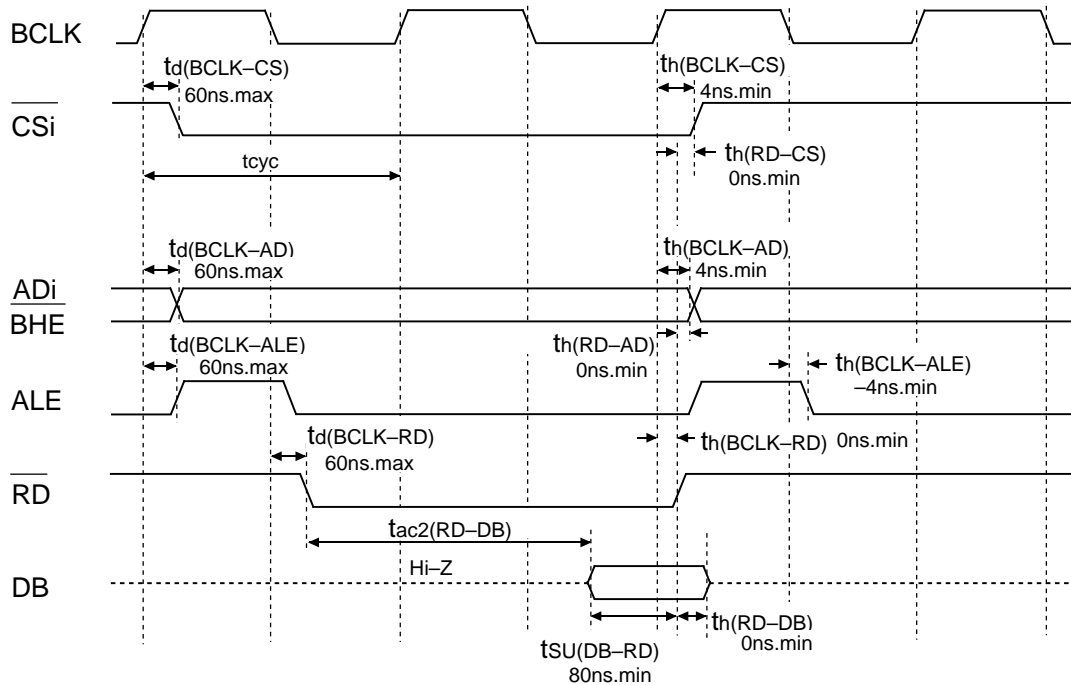 BCLK
td(BCLK–CS)
60ns.max
th(BCLK–CS)
4ns.min
CSi
th(RD–CS)
0ns.min
tcyc
td(BCLK–AD)
60ns.max
th(BCLK–AD)
4ns.min
ADi
BHE
td(BCLK–ALE)
60ns.max
th(RD–AD)
0ns.min
th(BCLK–ALE)
–4ns.min
ALE
td(BCLK–RD)
60ns.max
th(BCLK–RD)
0ns.min
RD
tac2(RD–DB)
Hi–Z
DB
tSU(DB–RD)
80ns.min
th(RD–DB)
0ns.min